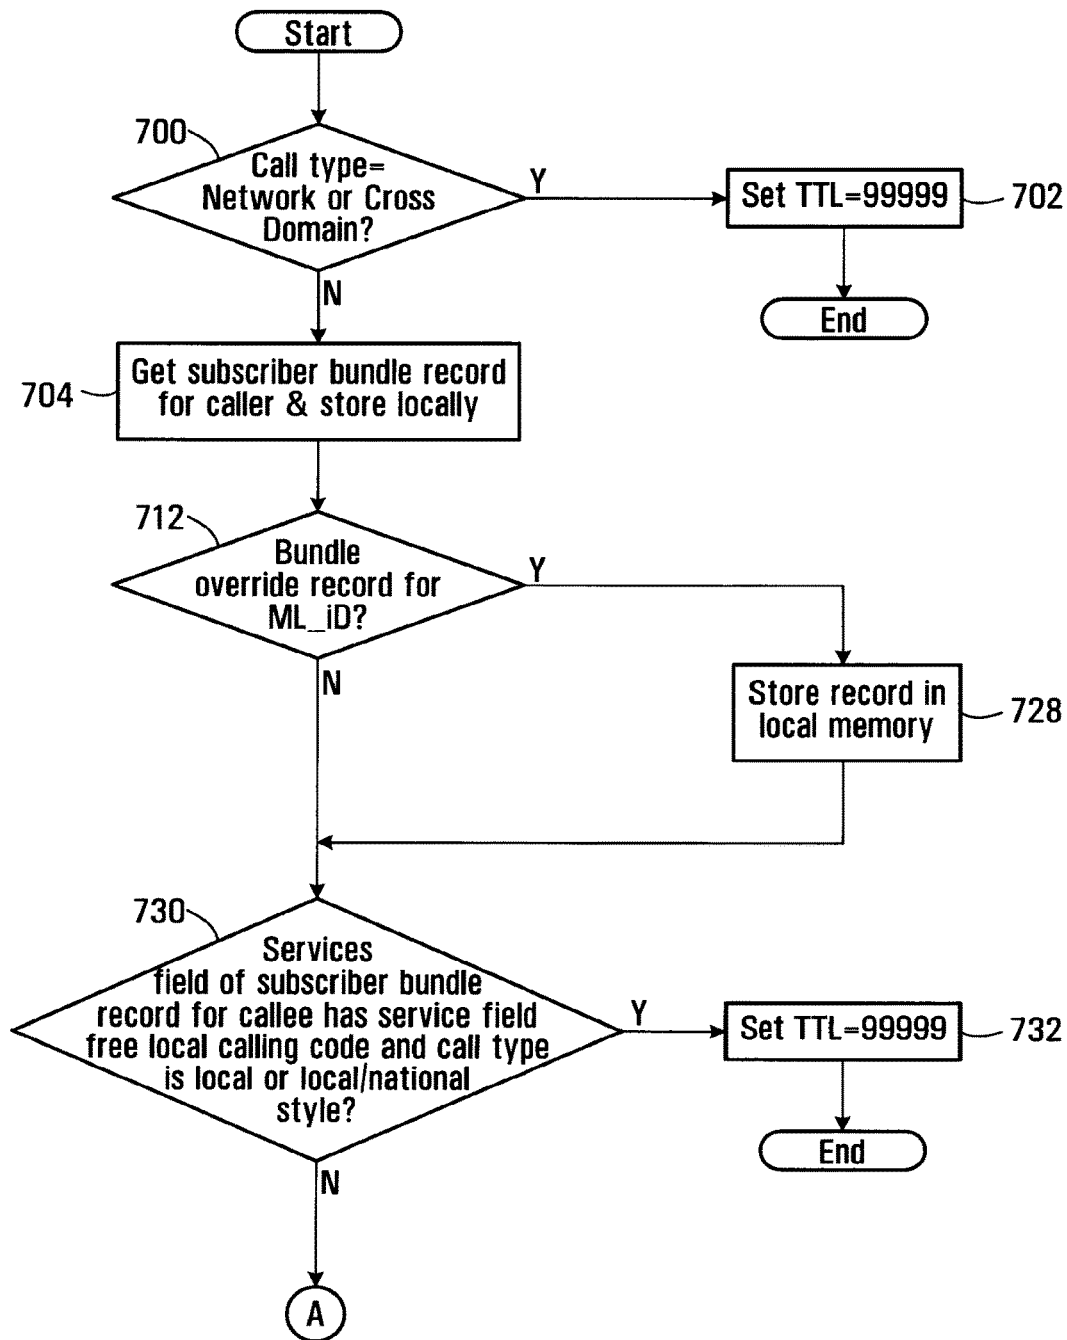 Start
700
Call type=
Network or Cross
Domain?
Y
Set TTL=99999
702
End
N
704
Get subscriber bundle record
for caller & store locally
712
Bundle
override record for
ML_iD?
Y
N
Store record in
local memory
728
730
Services
field of subscriber bundle
record for callee has service field
free local calling code and call type
is local or local/national
style?
Y
Set TTL=99999
732
End
N
A